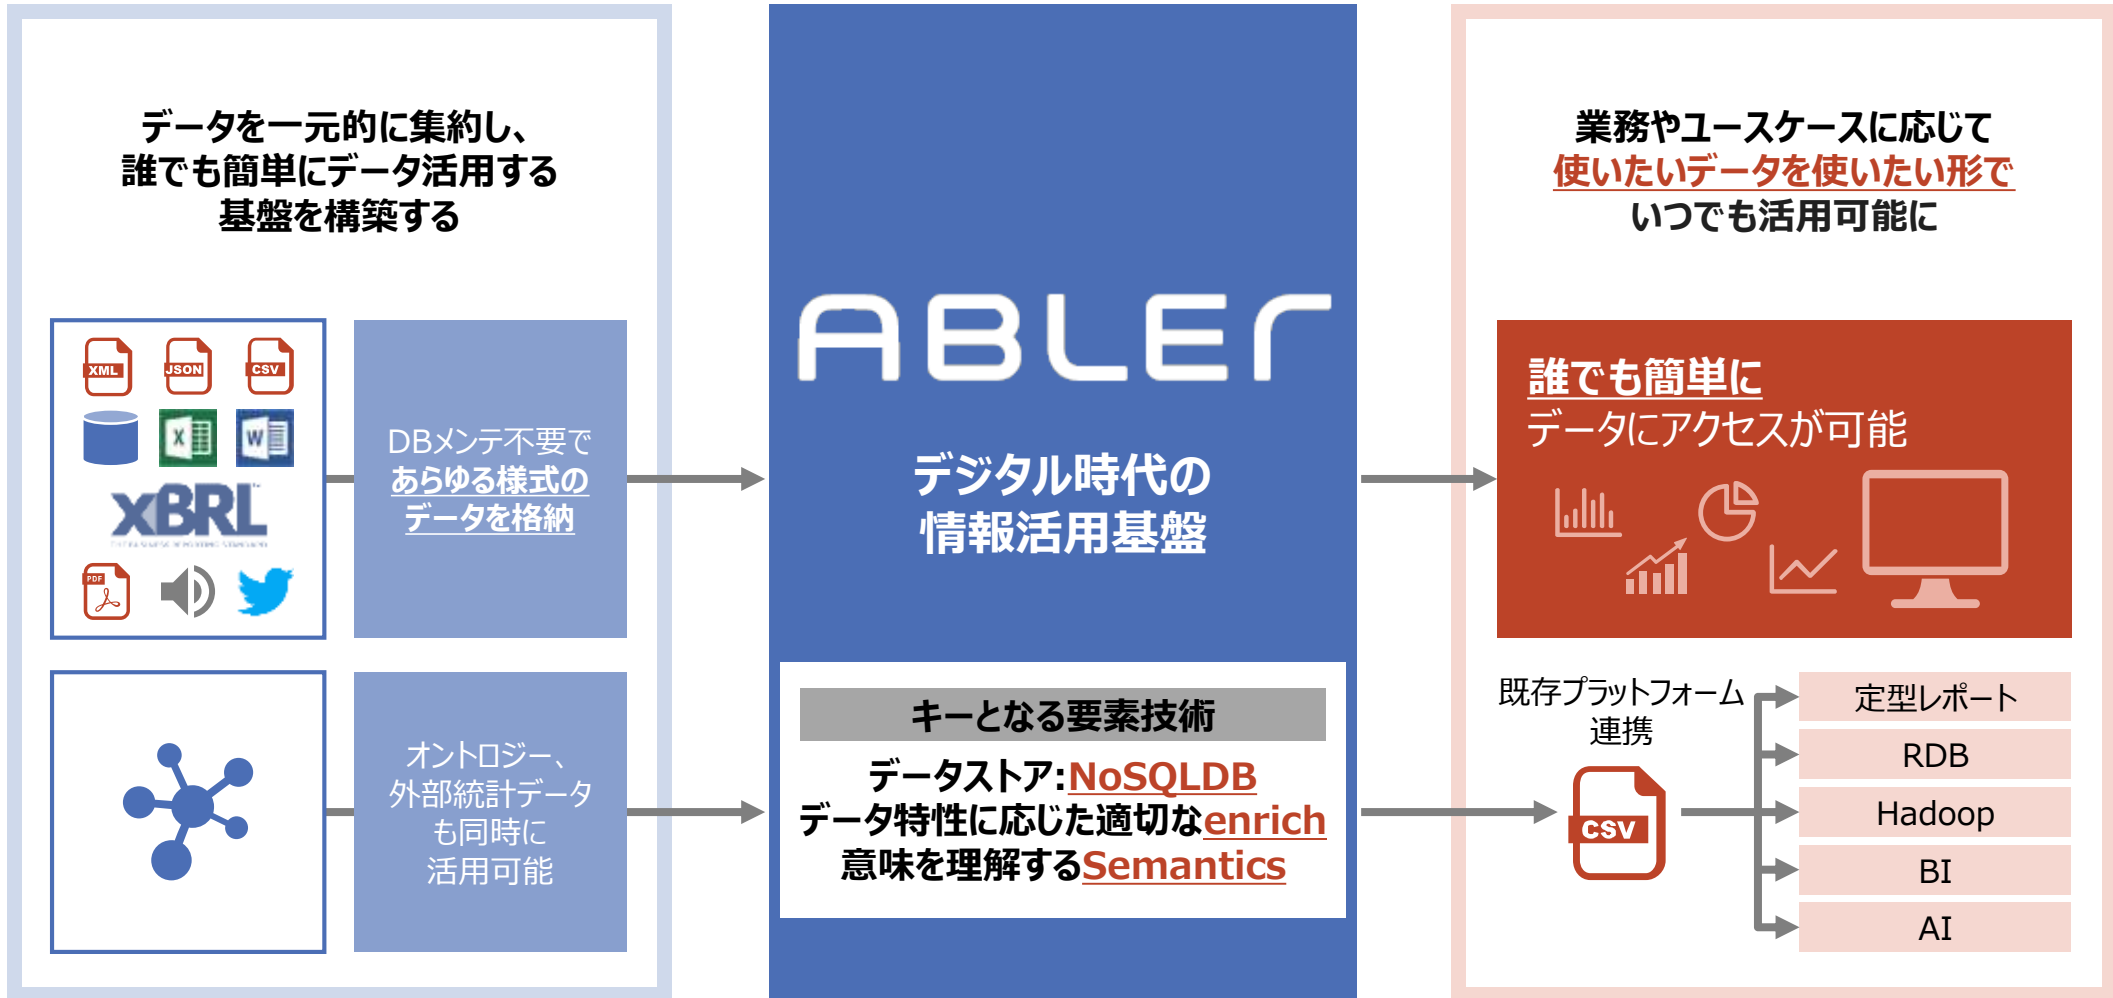 データを一元的に集約し、
誰でも簡単にデータ活用する
基盤を構築する
XML
JSON
CSV
X
W
XBRL
PDF
DBメンテ不要で
あらゆる様式の
データを格納
オントロジー、
外部統計データ
も同時に
活用可能
ABLEr
デジタル時代の
情報活用基盤
キーとなる要素技術
データストア:NoSQLDB
データ特性に応じた適切なenrich
意味を理解するSemantics
業務やユースケースに応じて
使いたいデータを使いたい形で
いつでも活用可能に
誰でも簡単に
データにアクセスが可能
既存プラットフォーム
連携
CSV
定型レポート
RDB
Hadoop
BI
AI